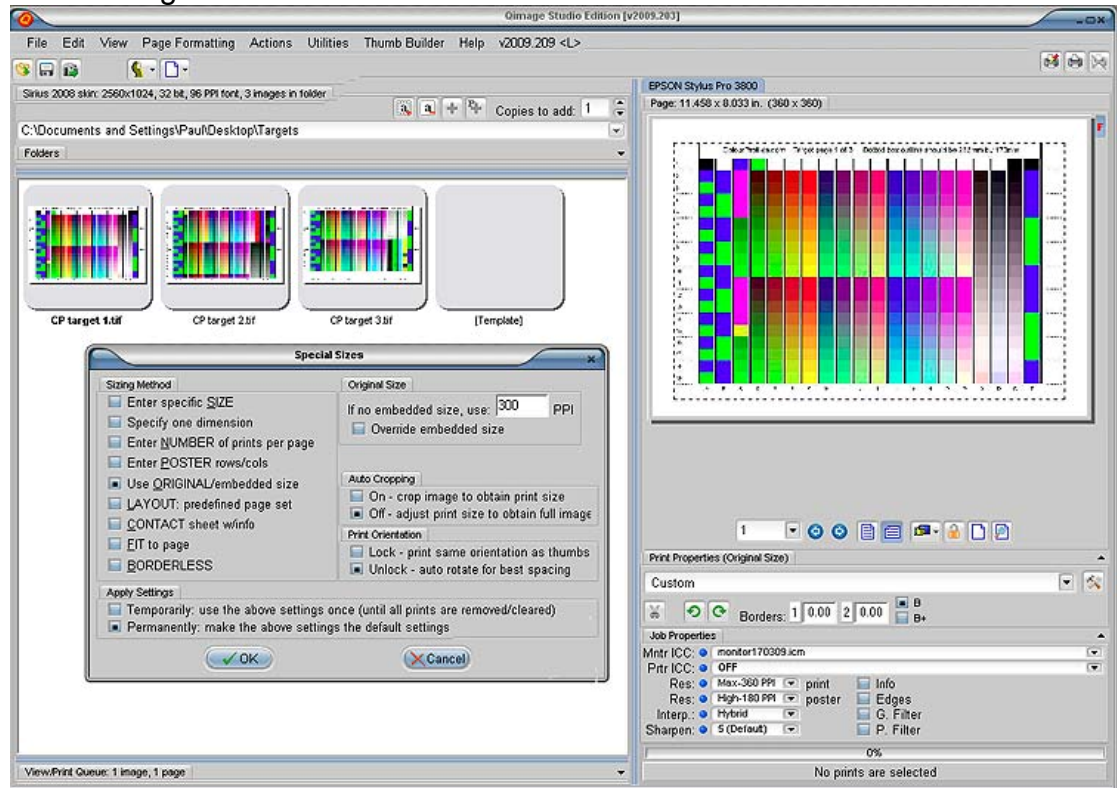 Qimage Studio Edition [v2009.203]
File Edit View Page Formatting Actions Utilities Thumb Builder Help v2009.209 <L>
Sirius 2008 skin: 2560x1024, 32 bit, 96 PPI font, 3 images in folder
Copies to add: 1
C:\Documents and Settings\Paul\Desktop\Targets
Folders
CP target 1.tif
CP target 2.tif
CP target 3.tif
[Template]
Special Sizes
Sizing Method
Enter specific SIZE
Specify one dimension
Enter NUMBER of prints per page
Enter POSTER rows/cols
Use ORIGINAL/embedded size
LAYOUT: predefined page set
CONTACT sheet w/info
FIT to page
BORDERLESS
Original Size
If no embedded size, use: 300 PPI
Override embedded size
Auto Cropping
On - crop image to obtain print size
Off - adjust print size to obtain full image
Print Orientation
Lock - print same orientation as thumbs
Unlock - auto rotate for best spacing
Apply Settings
Temporarily: use the above settings once (until all prints are removed/cleared)
Permanently: make the above settings the default settings
OK
Cancel
View/Print Queue: 1 image, 1 page
EPSON Stylus Pro 3800
Page: 11.458 x 8.033 in. (360 x 360)
F
Target page 1 of 3 Dotted box outline should be
1
Print Properties (Original Size)
Custom
Borders: 1 0.00 2 0.00
B
B+
Job Properties
Mntr ICC: monitor170309.icm
Prtr ICC: OFF
Res: Max-360 PPI print Info
Res: High-180 PPI poster Edges
Interp.: Hybrid G. Filter
Sharpen: 5 (Default) P. Filter
0%
No prints are selected